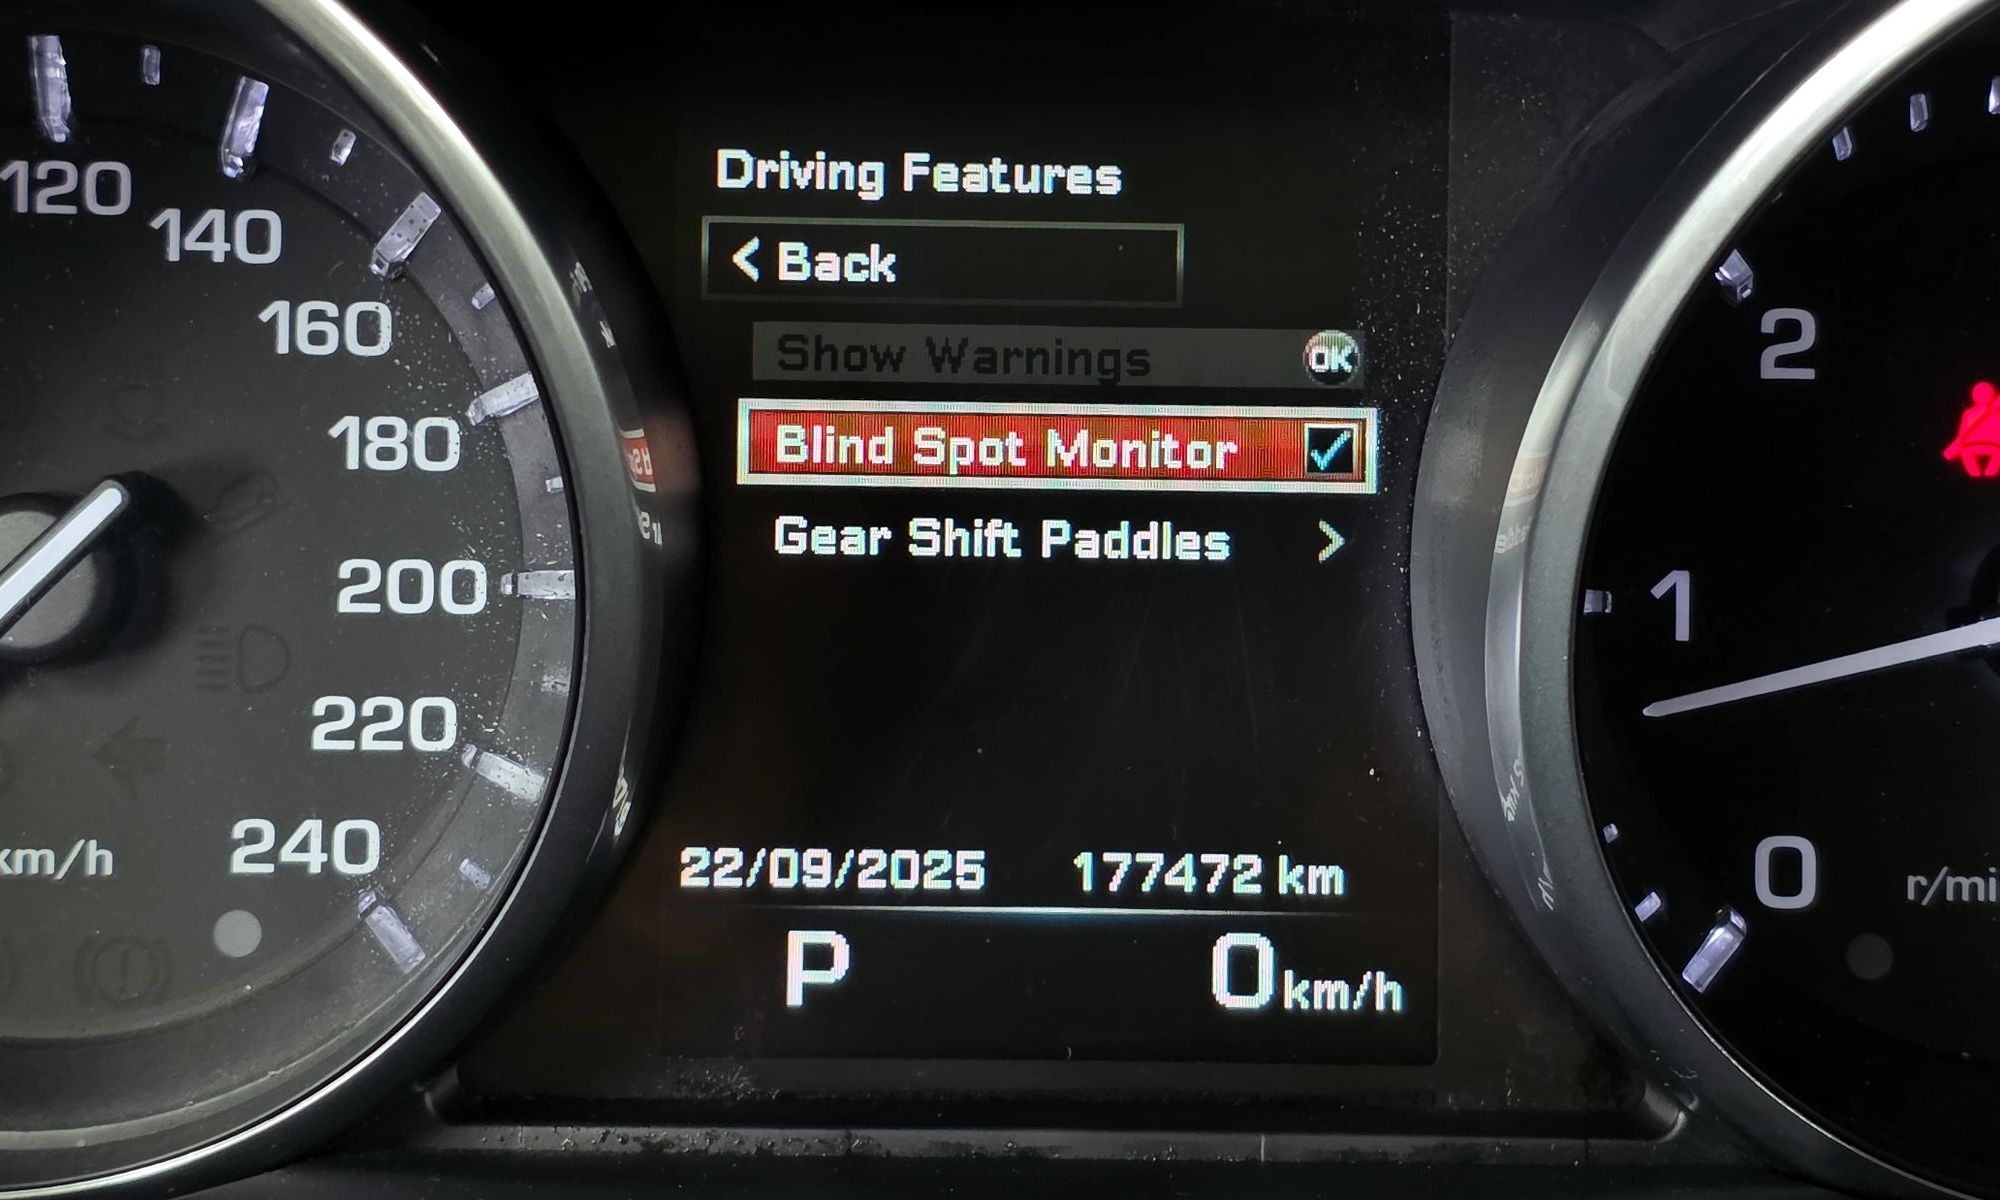 Driving Features
< Back
Show Warnings OK
Blind Spot Monitor
Gear Shift Paddles >
22/09/2025 177472 km
P 0 km/h
120
140
160
180
200
220
240
km/h
2
1
0